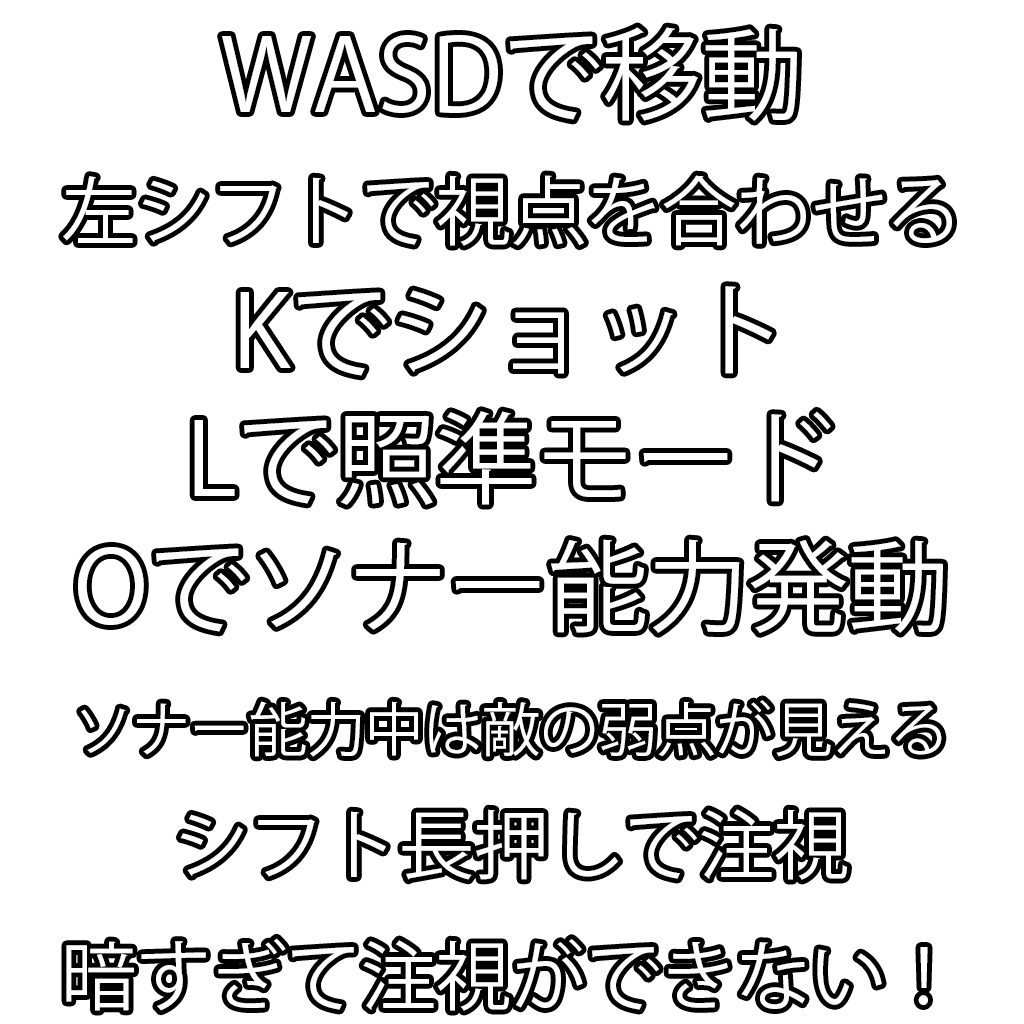 WASDで移動
左シフトで視点を合わせる
Kでショット
Lで照準モード
Oでソナー能力発動
ソナー能力中は敵の弱点が見える
シフト長押しで注視
暗すぎて注視ができない！